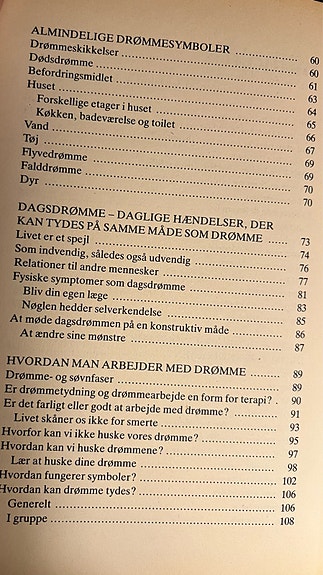 ALMINDELIGE DRØMMESYMBOLER .................. 60
Drømmeskikkelser .................. 60
Dødsdrømme .................. 61
Befordringsmidlet .................. 63
Huset .................. 64
Forskellige etager i huset .................. 65
Køkken, badeværelse og toilet .................. 66
Vand .................. 67
Tøj .................. 69
Flyvedrømme .................. 69
Falddrømme .................. 70
Dyr .................. 70
DAGSDRØMME – DAGLIGE HÆNDELSER, DER
KAN TYDES PÅ SAMME MÅDE SOM DRØMME .... 73
Livet er et spejl .................. 74
Som indvendig, således også udvendig .................. 76
Relationer til andre mennesker .................. 77
Fysiske symptomer som dagsdrømme .................. 81
Bliv din egen læge .................. 83
Nøglen hedder selverkendelse .................. 85
At møde dagsdrømmen på en konstruktiv måde .......... 86
At ændre sine mønstre .................. 87
HVORDAN MAN ARBEJDER MED DRØMME .......... 89
Drømme- og søvnfaser .................. 89
Er drømmetydning og drømmearbejde en form for terapi? . . 90
Er det farligt eller godt at arbejde med drømme? .......... 91
Livet skåner os ikke for smerte .................. 93
Hvorfor kan vi ikke huske vores drømme? .................. 95
Hvordan kan vi huske drømmene? .................. 97
Lær at huske dine drømme .................. 98
Hvordan fungerer symboler? .................. 102
Hvordan kan drømme tydes? .................. 106
Generelt .................. 106
I gruppe .................. 108